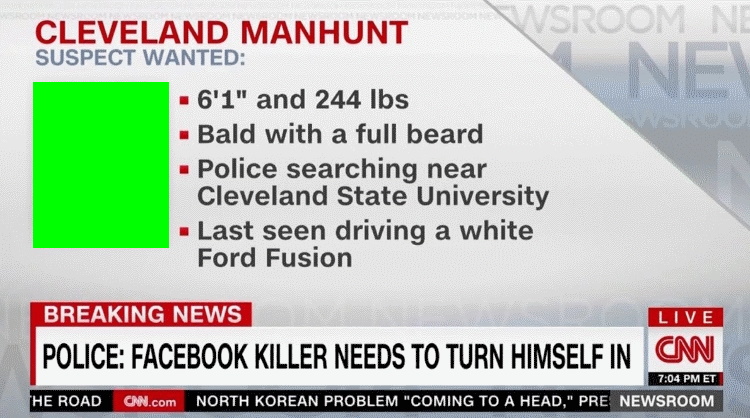 CLEVELAND MANHUNT
SUSPECT WANTED:
6'1" and 244 lbs
Bald with a full beard
Police searching near
Cleveland State University
Last seen driving a white
Ford Fusion
BREAKING NEWS
LIVE
POLICE: FACEBOOK KILLER NEEDS TO TURN HIMSELF IN
CNN
7:04 PM ET
HE ROAD CNN.com NORTH KOREAN PROBLEM "COMING TO A HEAD," PRE NEWSROOM